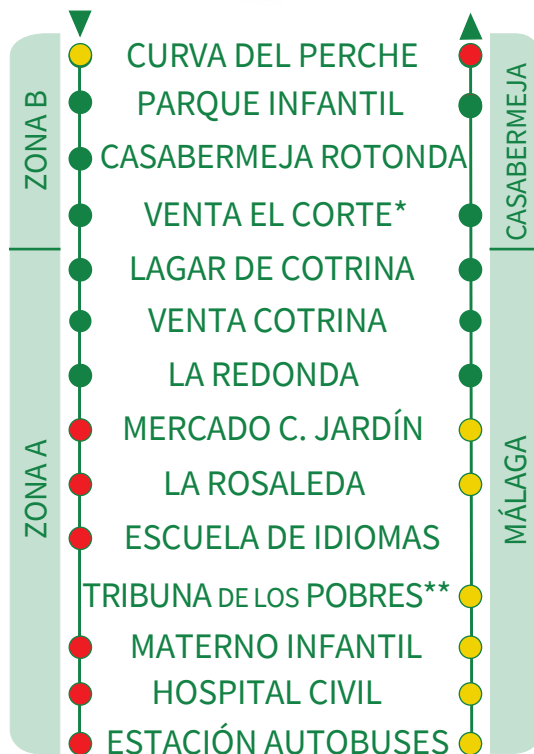 CURVA DEL PERCHE
PARQUE INFANTIL
CASABERMEJA ROTONDA
VENTA EL CORTE*
LAGAR DE COTRINA
VENTA COTRINA
LA REDONDA
MERCADO C. JARDÍN
LA ROSALEDA
ESCUELA DE IDIOMAS
TRIBUNA DE LOS POBRES**
MATERNO INFANTIL
HOSPITAL CIVIL
ESTACIÓN AUTOBUSES
ZONA B
ZONA A
CASABERMEJA
MÁLAGA